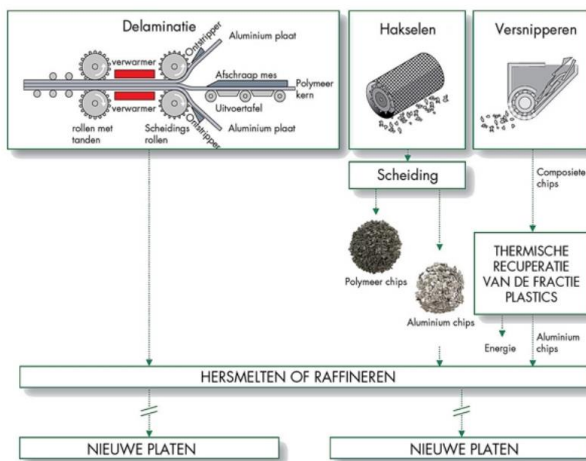 Delaminatie
verwarmer
verwarmer
Ontstripper
Aluminium plaat
Afschraap mes
Polymeer
kern
Uitvoertafel
Ontstripper
Aluminium plaat
rollen met
tanden
Scheidings
rollen
Hakselen
Versnipperen
Scheiding
Composiete
chips
Polymeer chips
Aluminium chips
THERMISCHE
RECUPERATIE
VAN DE FRACTIE
PLASTICS
Energie
Aluminium
chips
HERSMELTEN OF RAFFINEREN
NIEUWE PLATEN
NIEUWE PLATEN